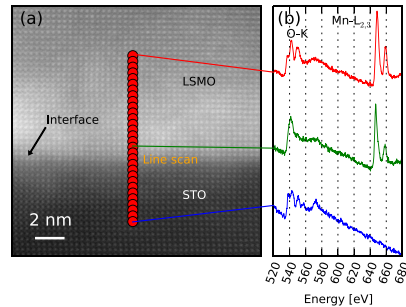 (a)
LSMO
Interface
Line scan
STO
2 nm
(b)
Mn-L2,3
O-K
520 540 560 580 600 620 640 660 680
Energy [eV]